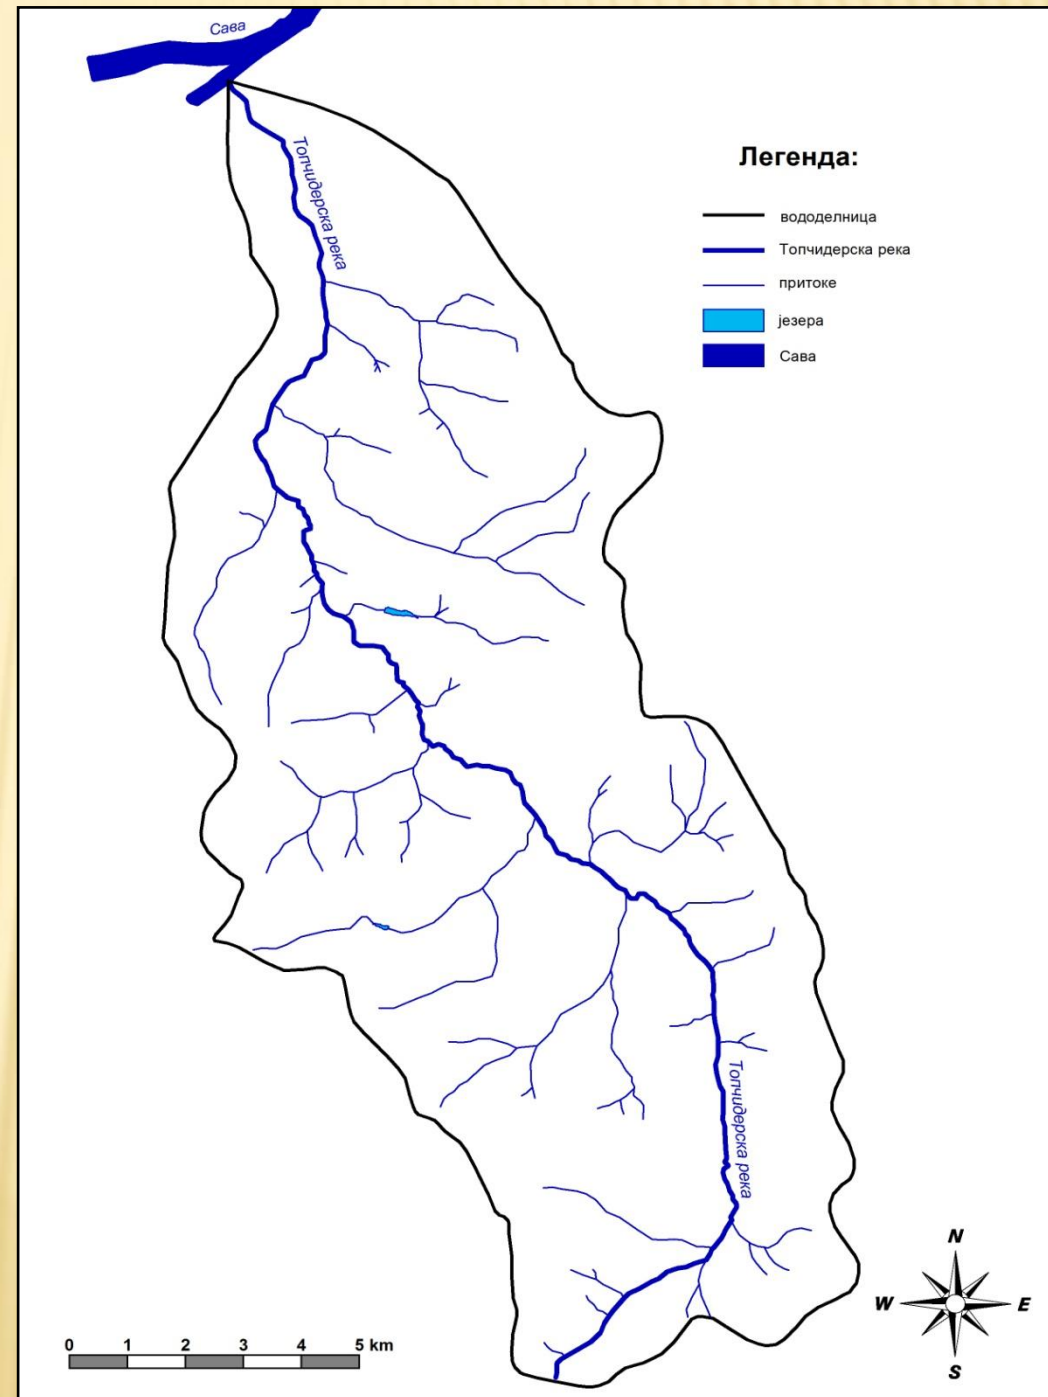 Сава
Топчидерска река
Легенда:
вододелница
Топчидерска река
притоке
језера
Сава
Топчидерска река
N
W
E
S
0 1 2 3 4 5 km